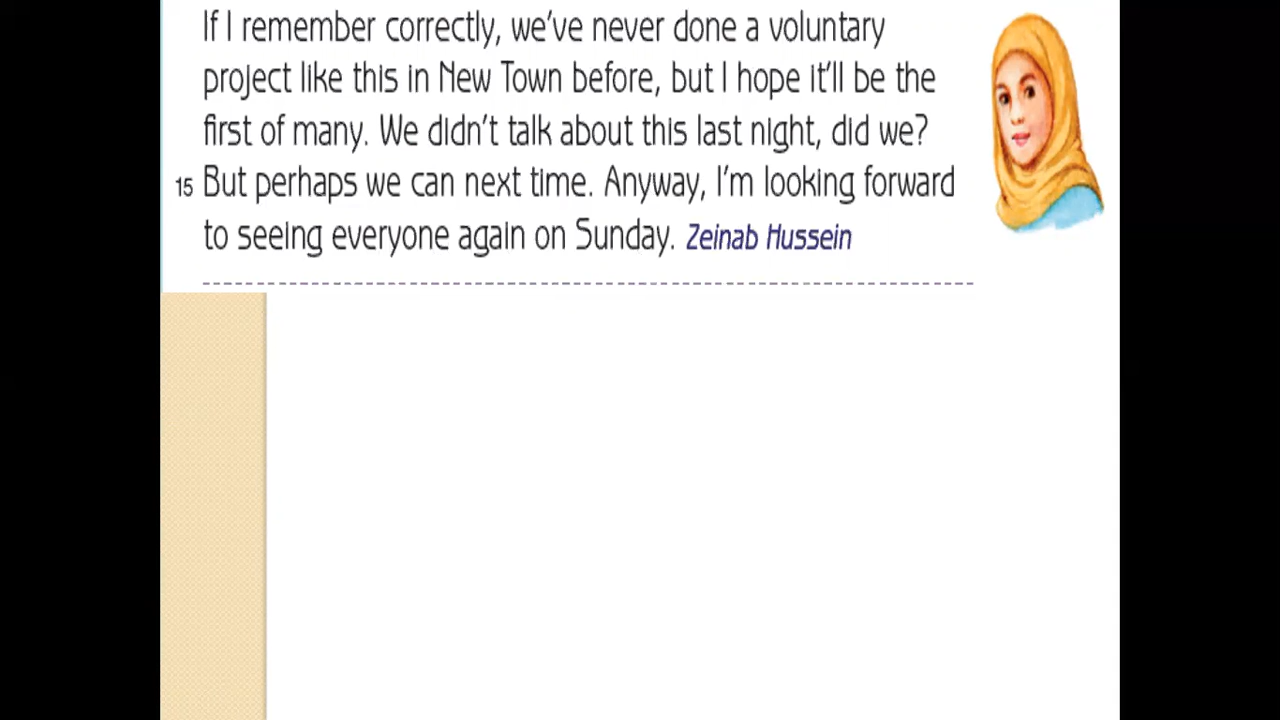 If I remember correctly, we've never done a voluntary
project like this in New Town before, but I hope it'll be the
first of many. We didn't talk about this last night, did we?
15 But perhaps we can next time. Anyway, I'm looking forward
to seeing everyone again on Sunday. Zeinab Hussein